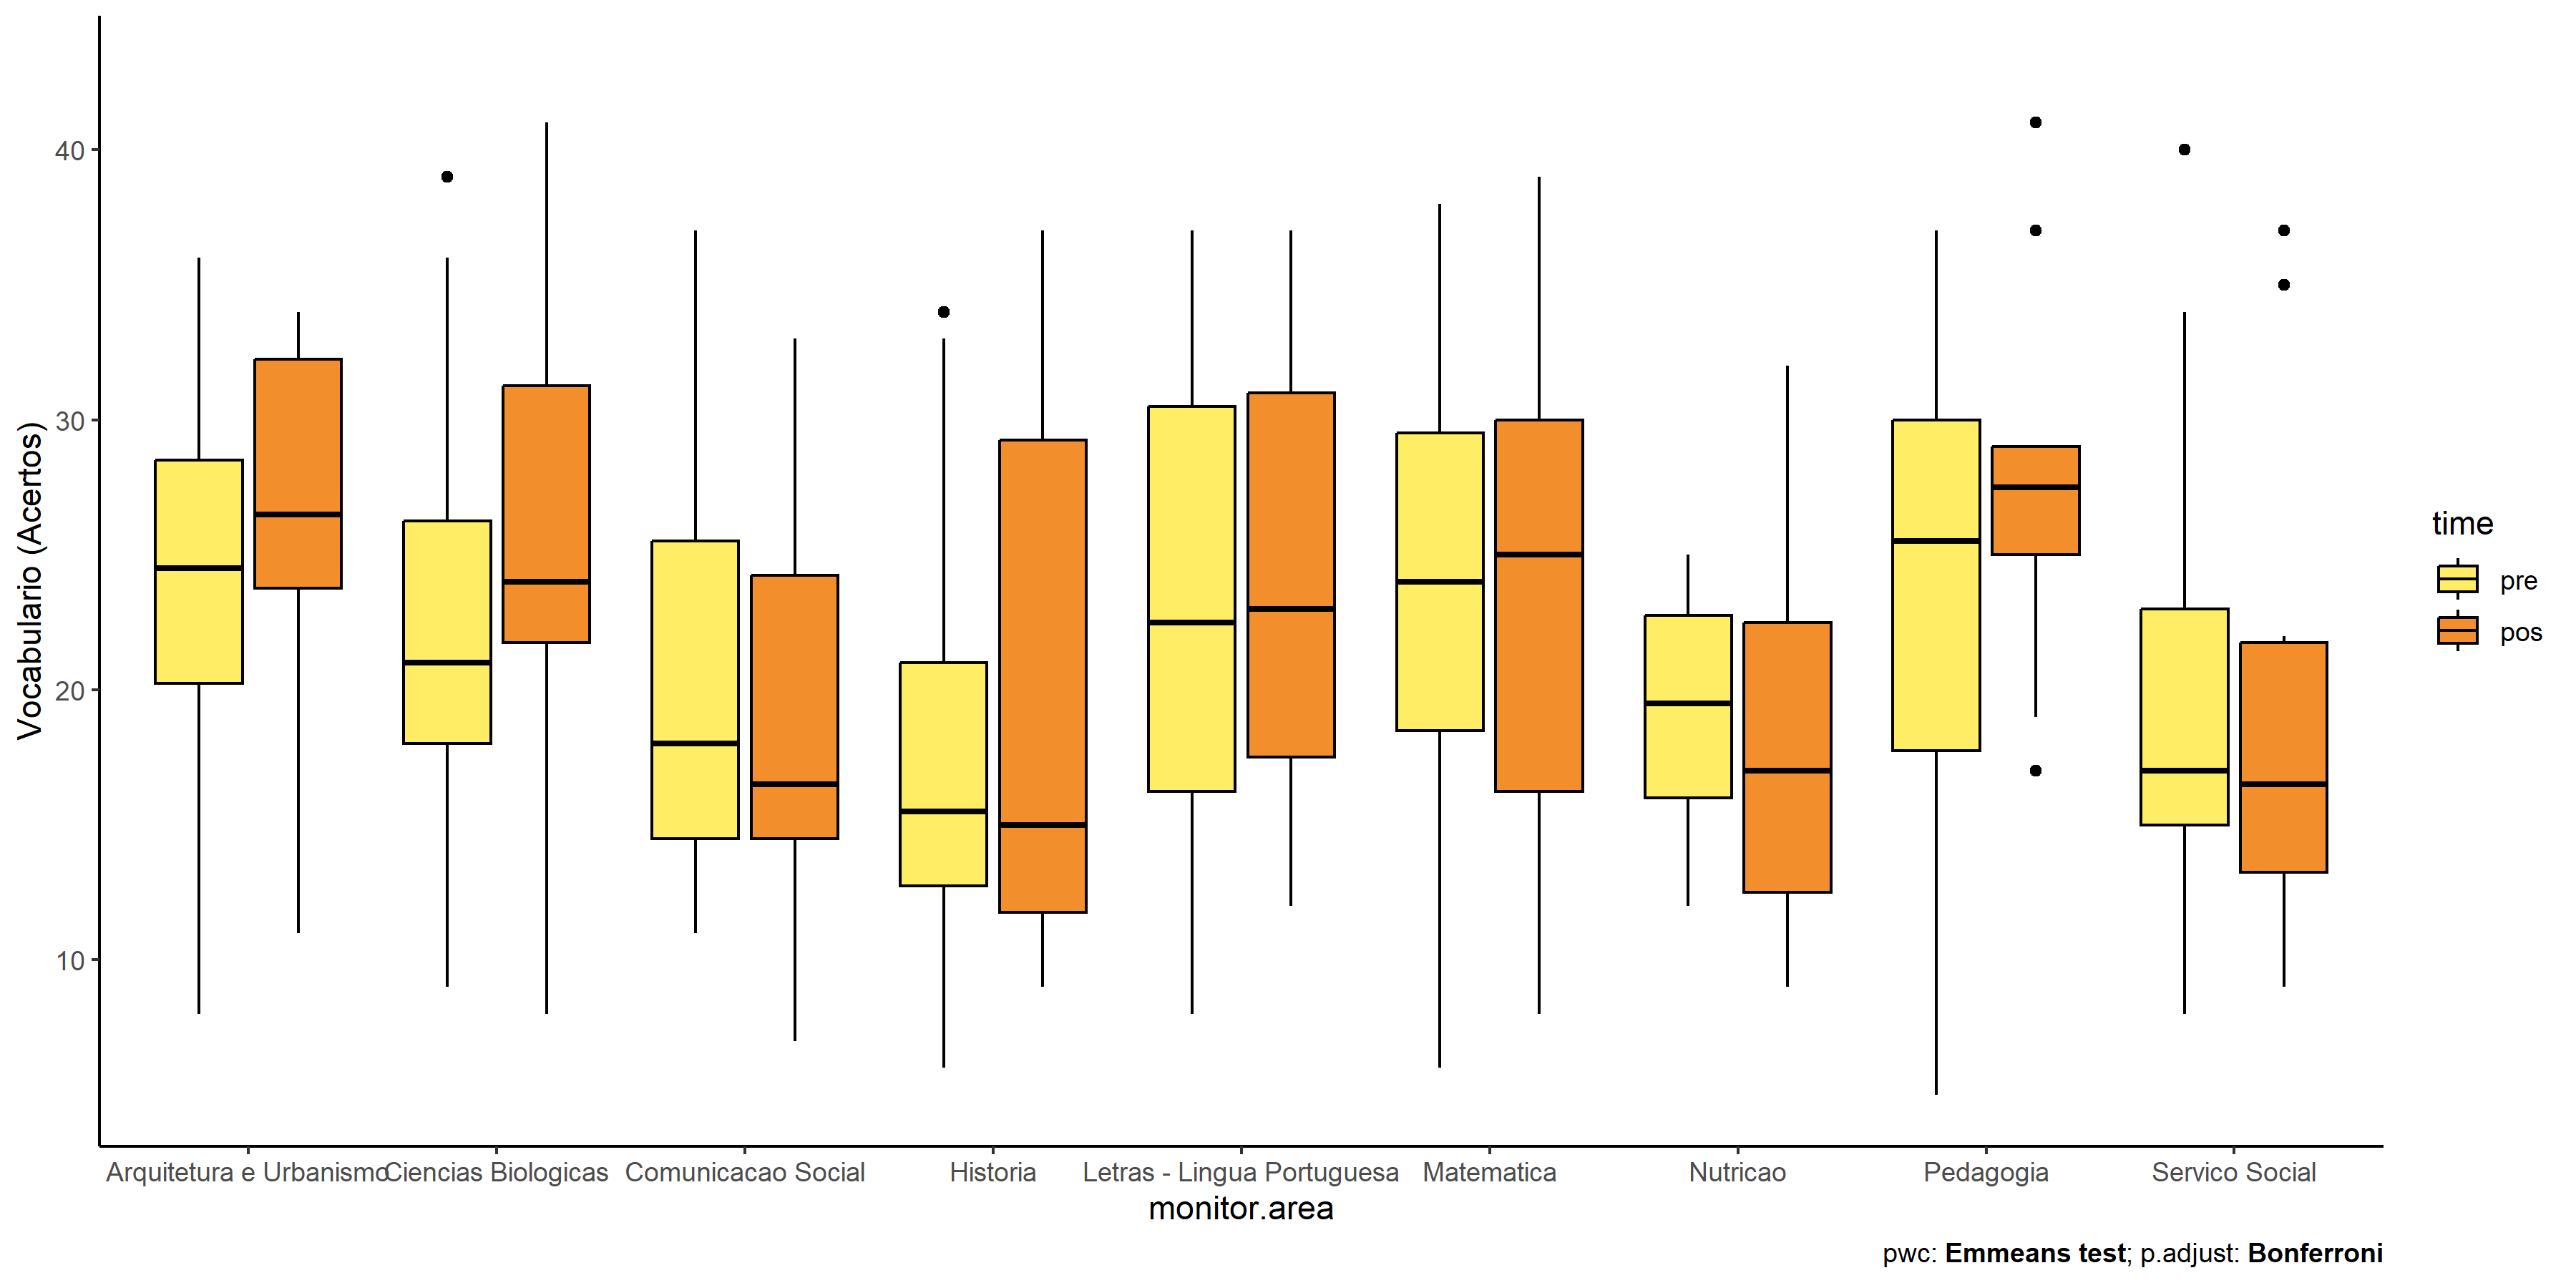 Vocabulario (Acertos)
40
30
20
10
Arquitetura e Urbanismo
Ciencias Biologicas
Comunicacao Social
Historia
Letras - Lingua Portuguesa
Matematica
Nutricao
Pedagogia
Servico Social
monitor.area
time
pre
pos
pwc: Emmeans test; p.adjust: Bonferroni